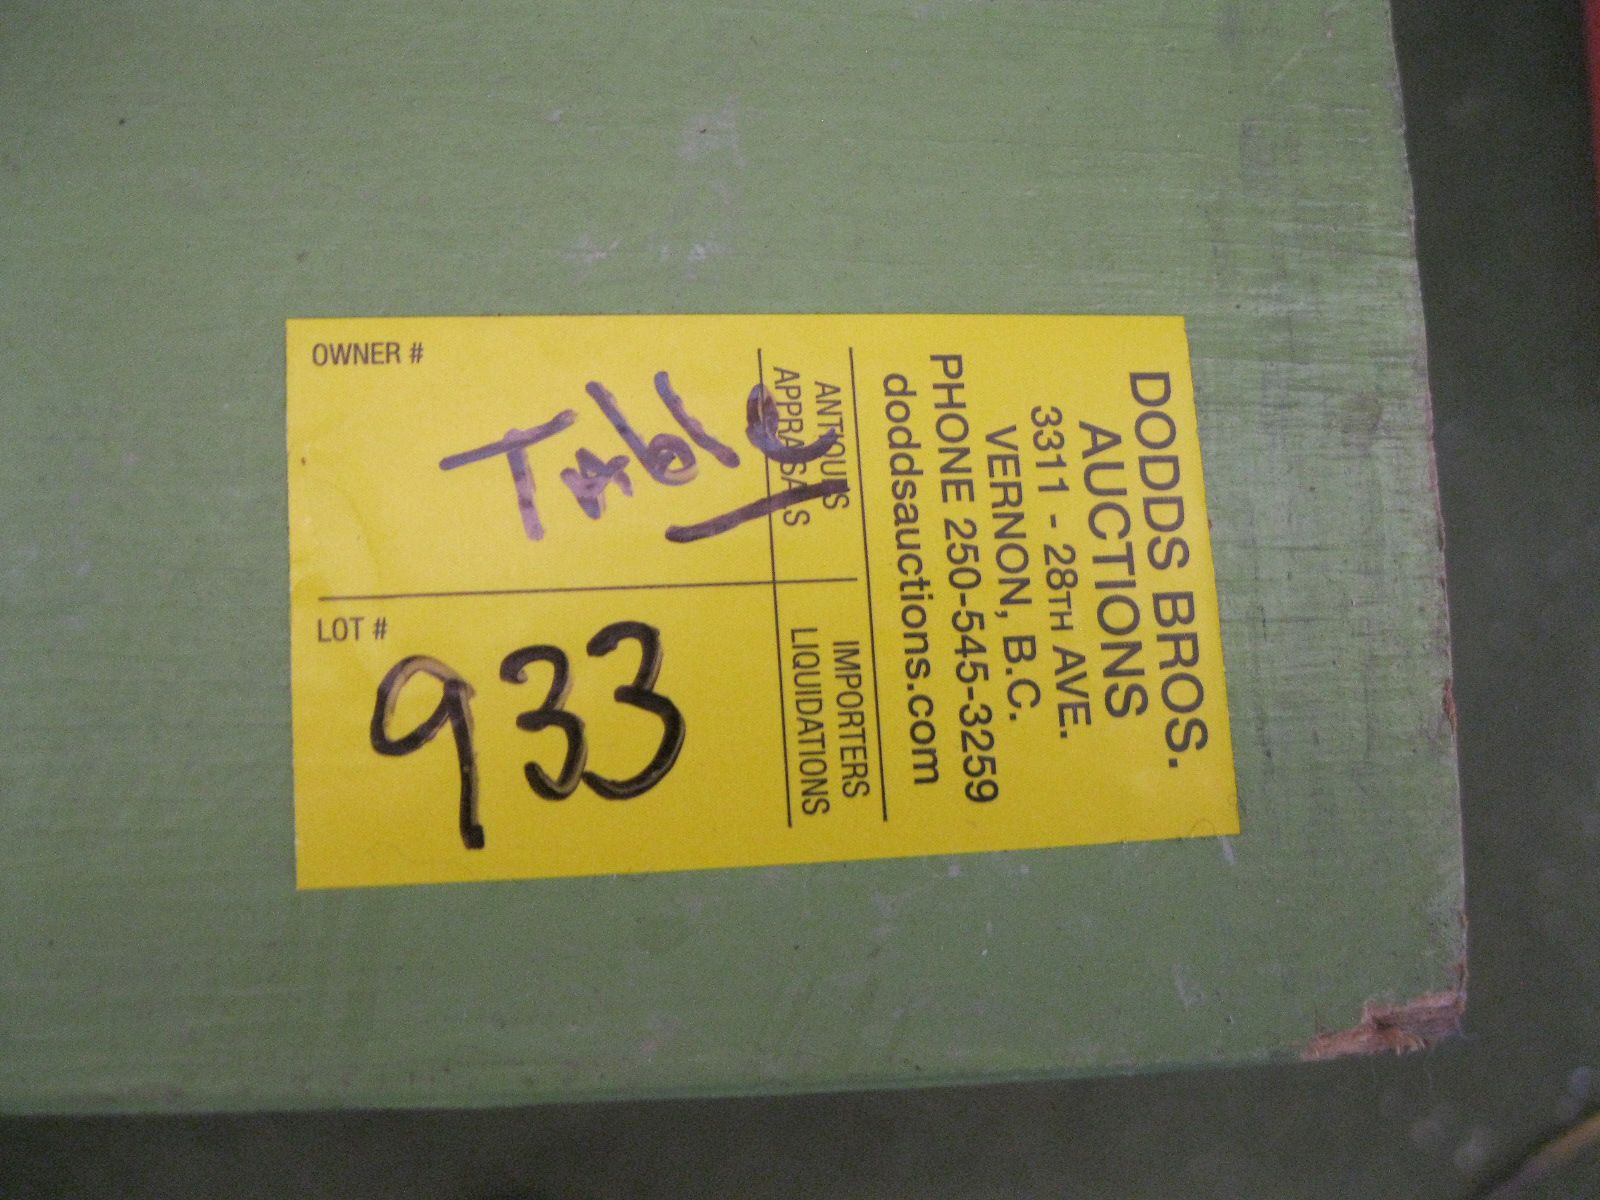 DODDS BROS.
AUCTIONS
3311 - 28TH AVE.
VERNON, B.C.
PHONE 250-545-3259
doddsauctions.com
ANTIQUES
APPRAISALS
IMPORTERS
LIQUIDATIONS
OWNER #
Table
LOT #
933